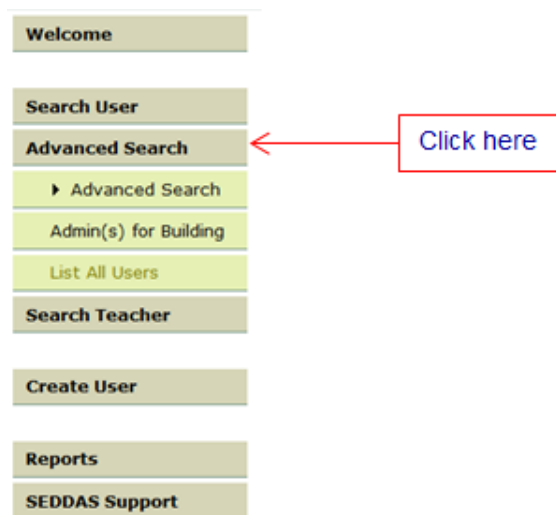 Welcome
Search User
Advanced Search
Click here
Advanced Search
Admin(s) for Building
List All Users
Search Teacher
Create User
Reports
SEDDAS Support